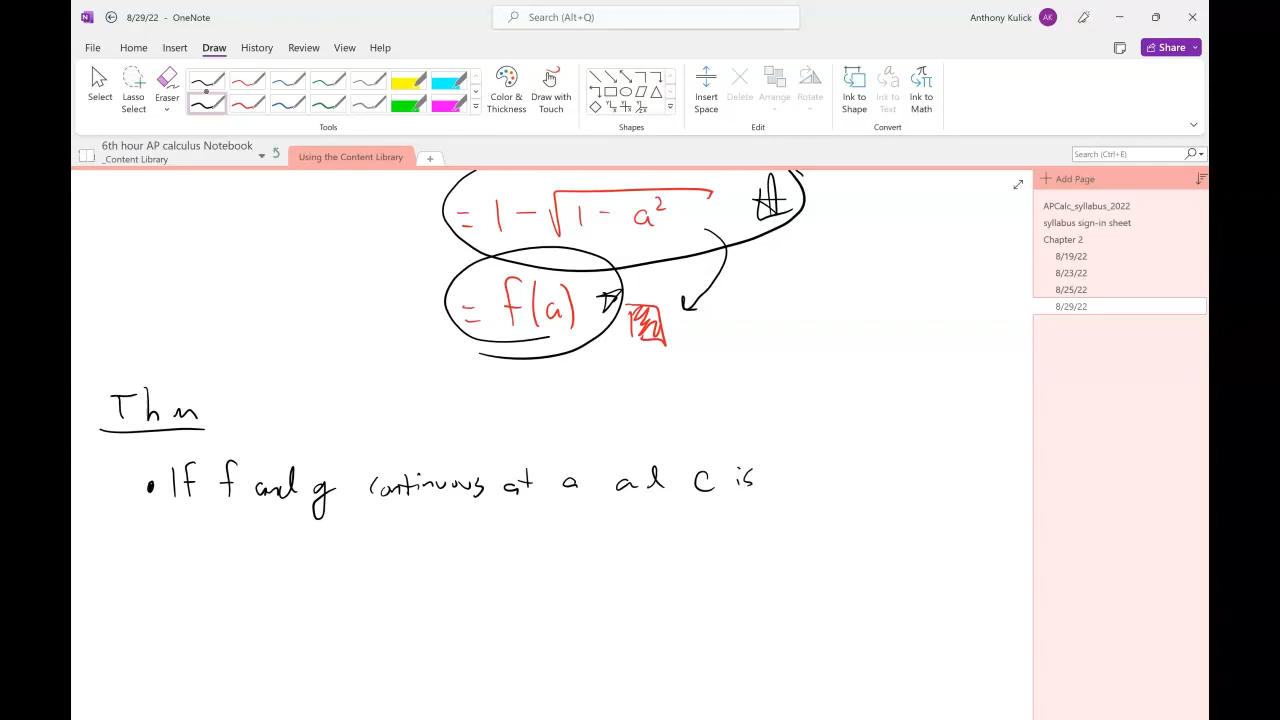 8/29/22 - OneNote
Search (Alt+Q)
Anthony Kulick
AK
File Home Insert Draw History Review View Help
Share
Select
Lasso Select
Eraser
Color & Thickness
Draw with Touch
Insert Space
Delete
Arrange
Rotate
Ink to Shape
Ink to Text
Ink to Math
Tools
Shapes
Edit
Convert
6th hour AP calculus Notebook
_Content Library
Using the Content Library
Search (Ctrl+E)
Add Page
APCalc_syllabus_2022
syllabus sign-in sheet
Chapter 2
8/19/22
8/23/22
8/25/22
8/29/22
= 1 - √(1 - a²)
= f(a)
Thm
• If f and g continuous at a ad c is